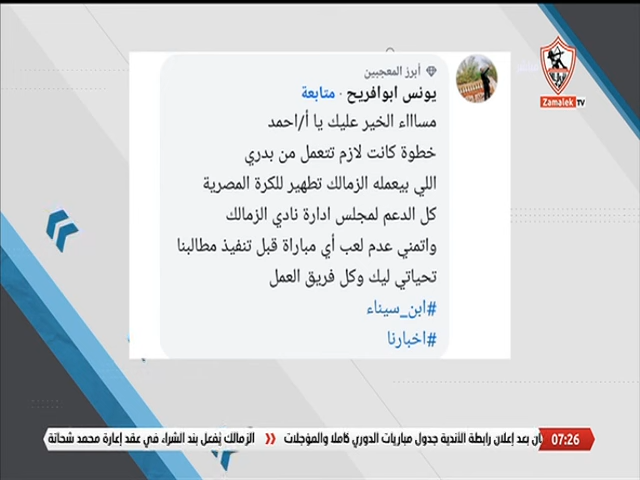 أبرز المعجبين
يونس ابوافريح · متابعة
مساااء الخير عليك يا أ/احمد
خطوة كانت لازم تتعمل من بدري
اللي بيعمله الزمالك تطهير للكرة المصرية
كل الدعم لمجلس ادارة نادي الزمالك
واتمني عدم لعب أي مباراة قبل تنفيذ مطالبنا
تحياتي ليك وكل فريق العمل
#ابن_سيناء
#اخبارنا
Zamalek TV
07:26
بعد إعلان رابطة الأندية جدول مباريات الدوري كاملا والمؤجلات
الزمالك يُفعل بند الشراء في عقد إعارة محمد شحاتة